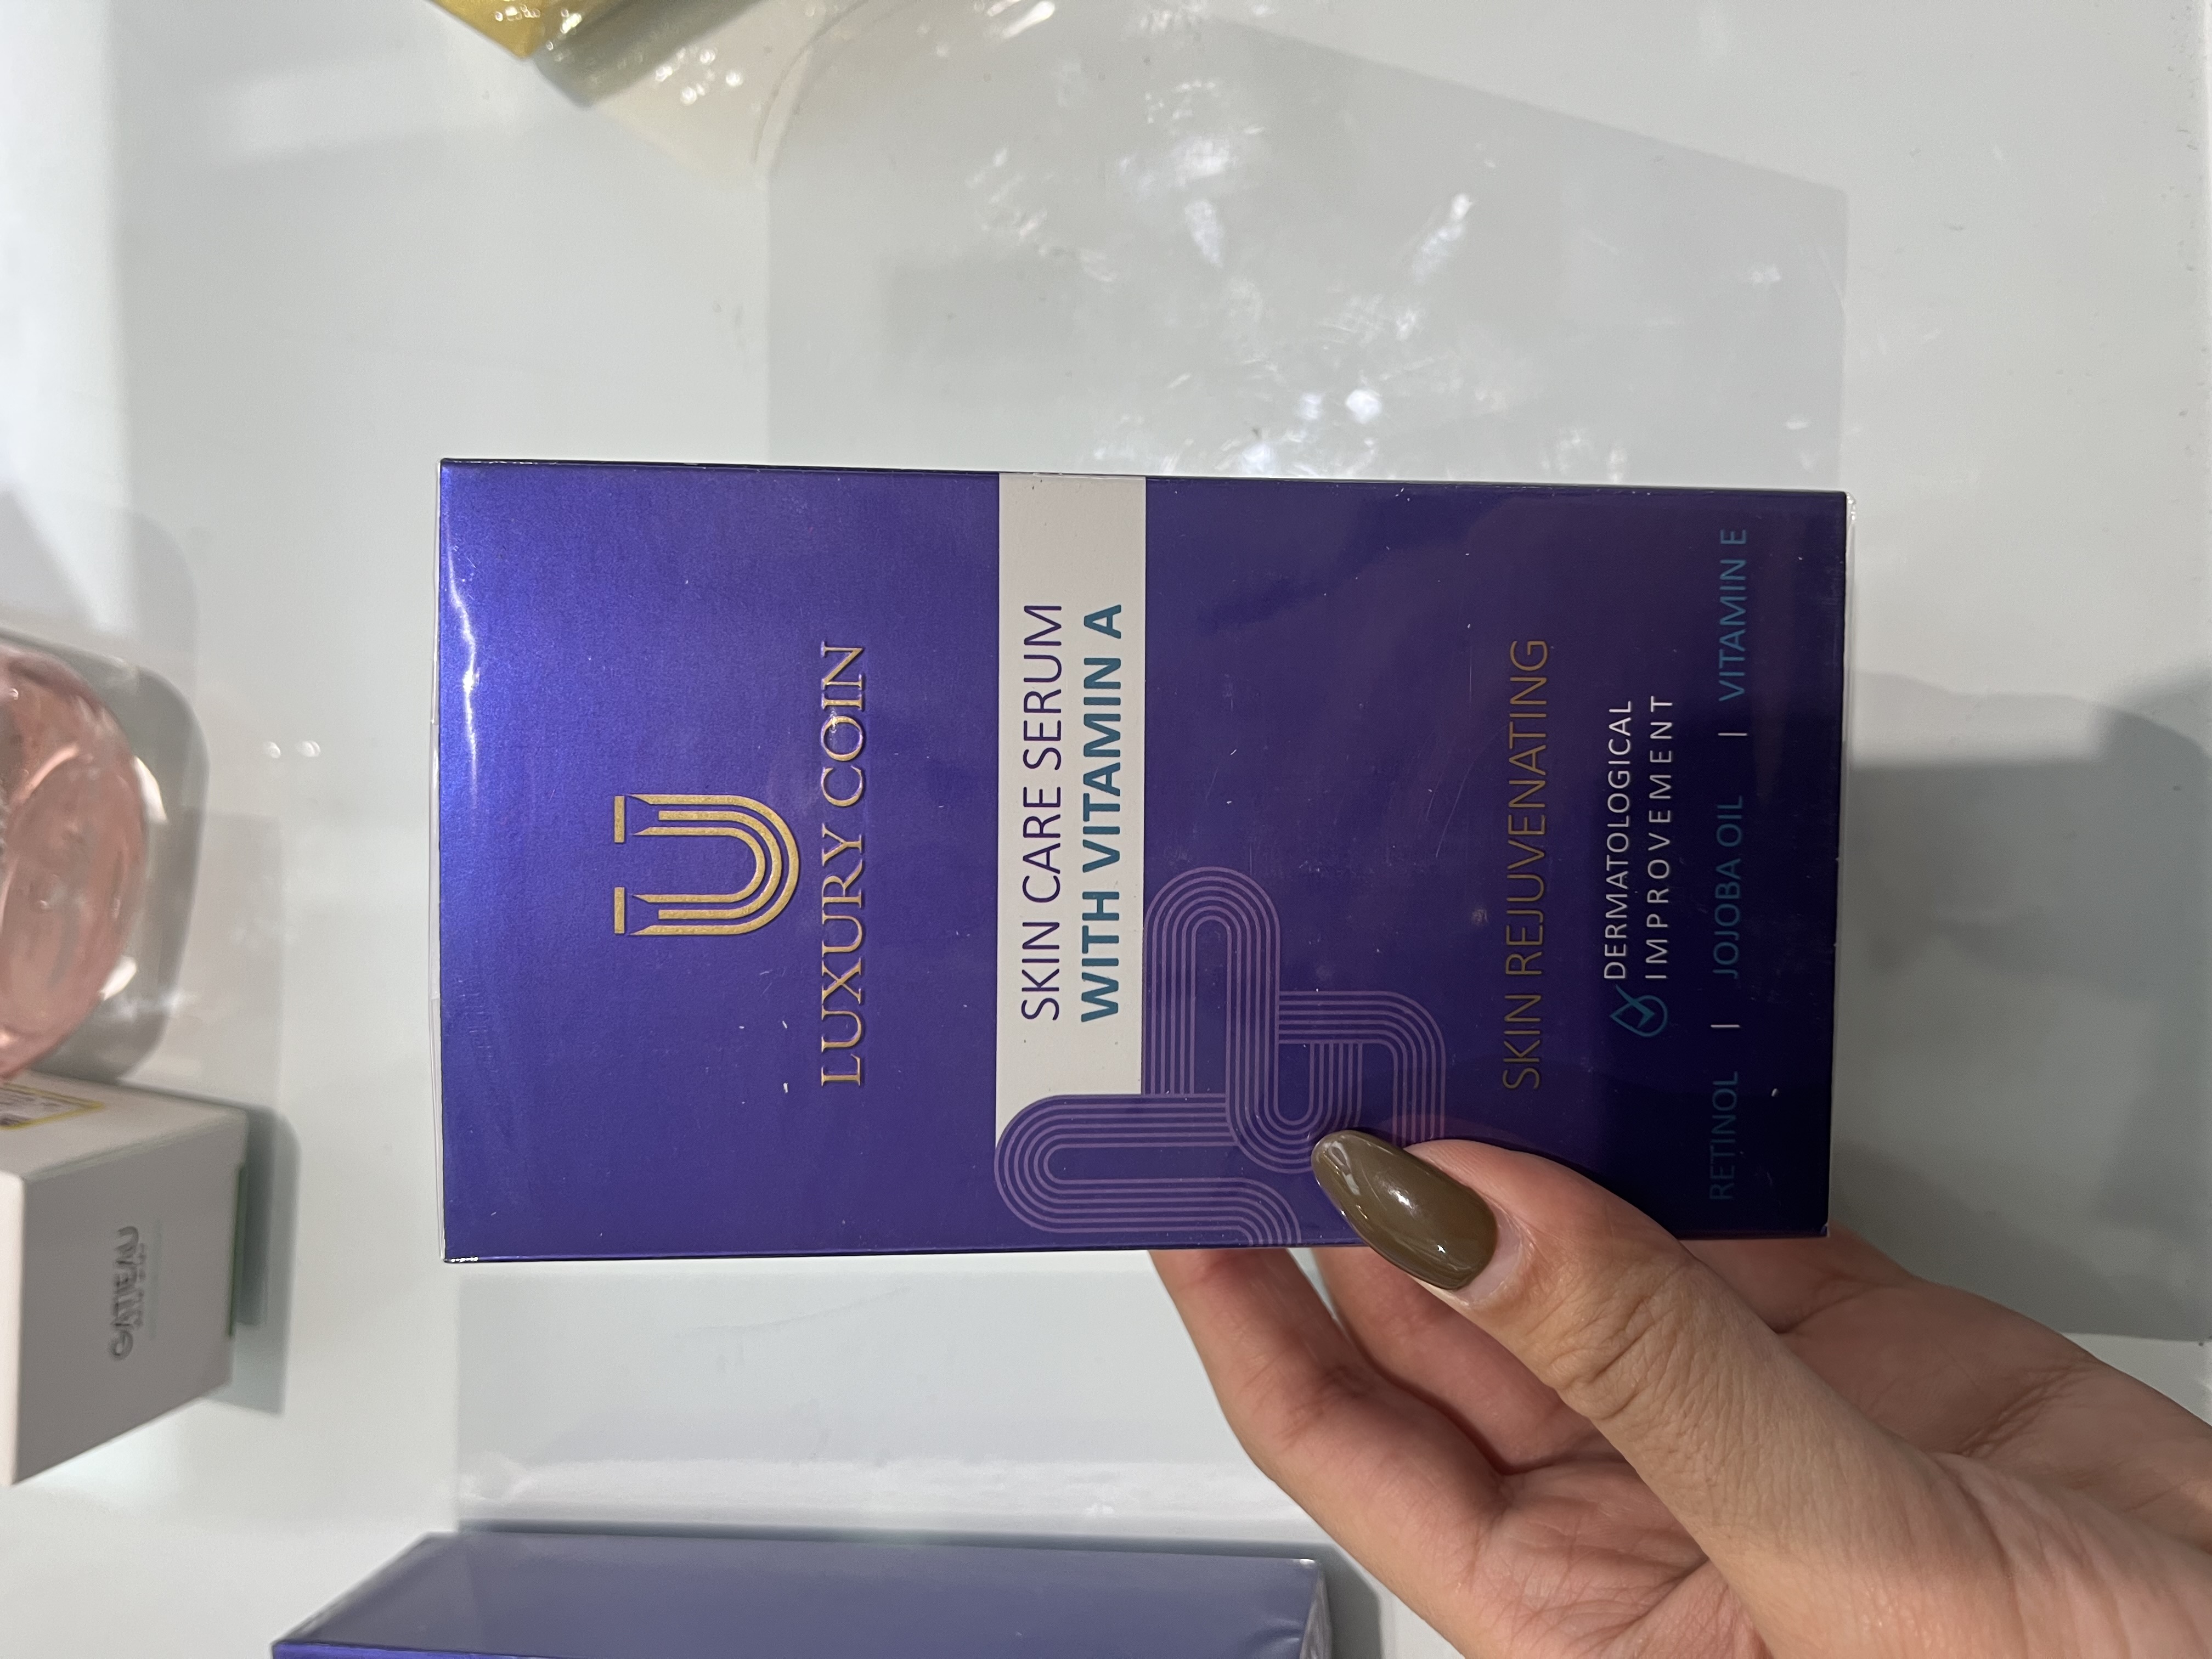 LUXURY COIN
SKIN CARE SERUM
WITH VITAMIN A
SKIN REJUVENATING
DERMATOLOGICAL
IMPROVEMENT
RETINOL | JOJOBA OIL | VITAMIN E